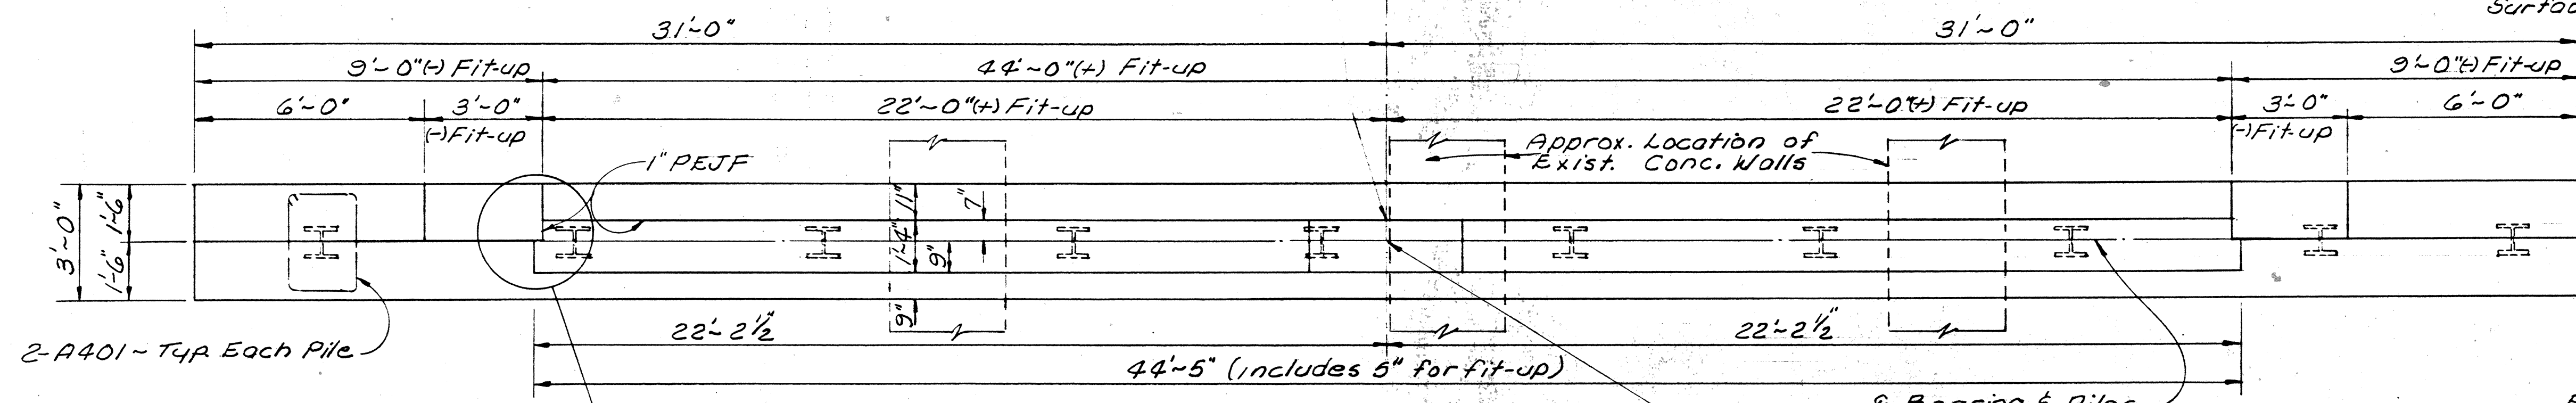 Surfac
31'~0"
31'~0"
9'~0"(-) Fit-up
44'~0"(+) Fit-up
9'~0"(-) Fit-up
6'~0"
3'~0"
(-) Fit-up
22'~0"(+) Fit-up
22'~0"(+) Fit-up
3'~0"
(-) Fit-up
6'~0"
1" PEJF
Approx. Location of
Exist. Conc. Walls
3'~0"
1'~6"
1'-6"
11"
7"
1'~4"
9"
9"
22'~2½"
22'~2½"
2-A401~Typ. Each Pile
44'~5" (includes 5" for fit-up)
℄ Bearing & Piles